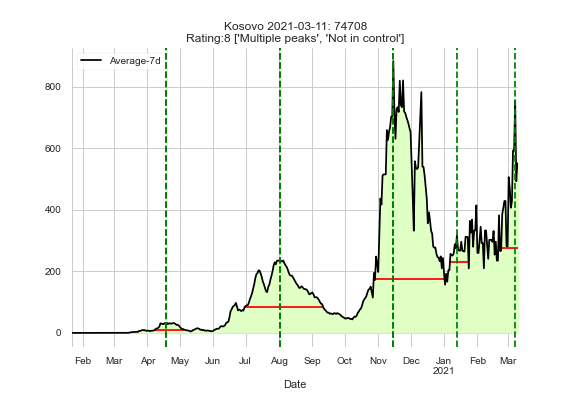 Kosovo 2021-03-11: 74708
Rating:8 ['Multiple peaks', 'Not in control']
Average-7d
800
600
400
200
0
Feb Mar Apr May Jun Jul Aug Sep Oct Nov Dec Jan Feb Mar
2021
Date